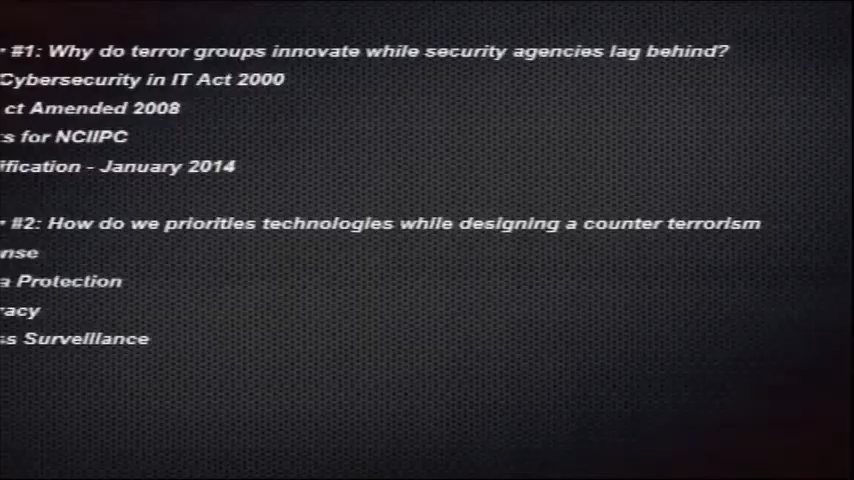 #1: Why do terror groups innovate while security agencies lag behind?
Cybersecurity in IT Act 2000
ct Amended 2008
s for NCIIPC
ification - January 2014
#2: How do we priorities technologies while designing a counter terrorism
nse
a Protection
racy
ss Surveillance